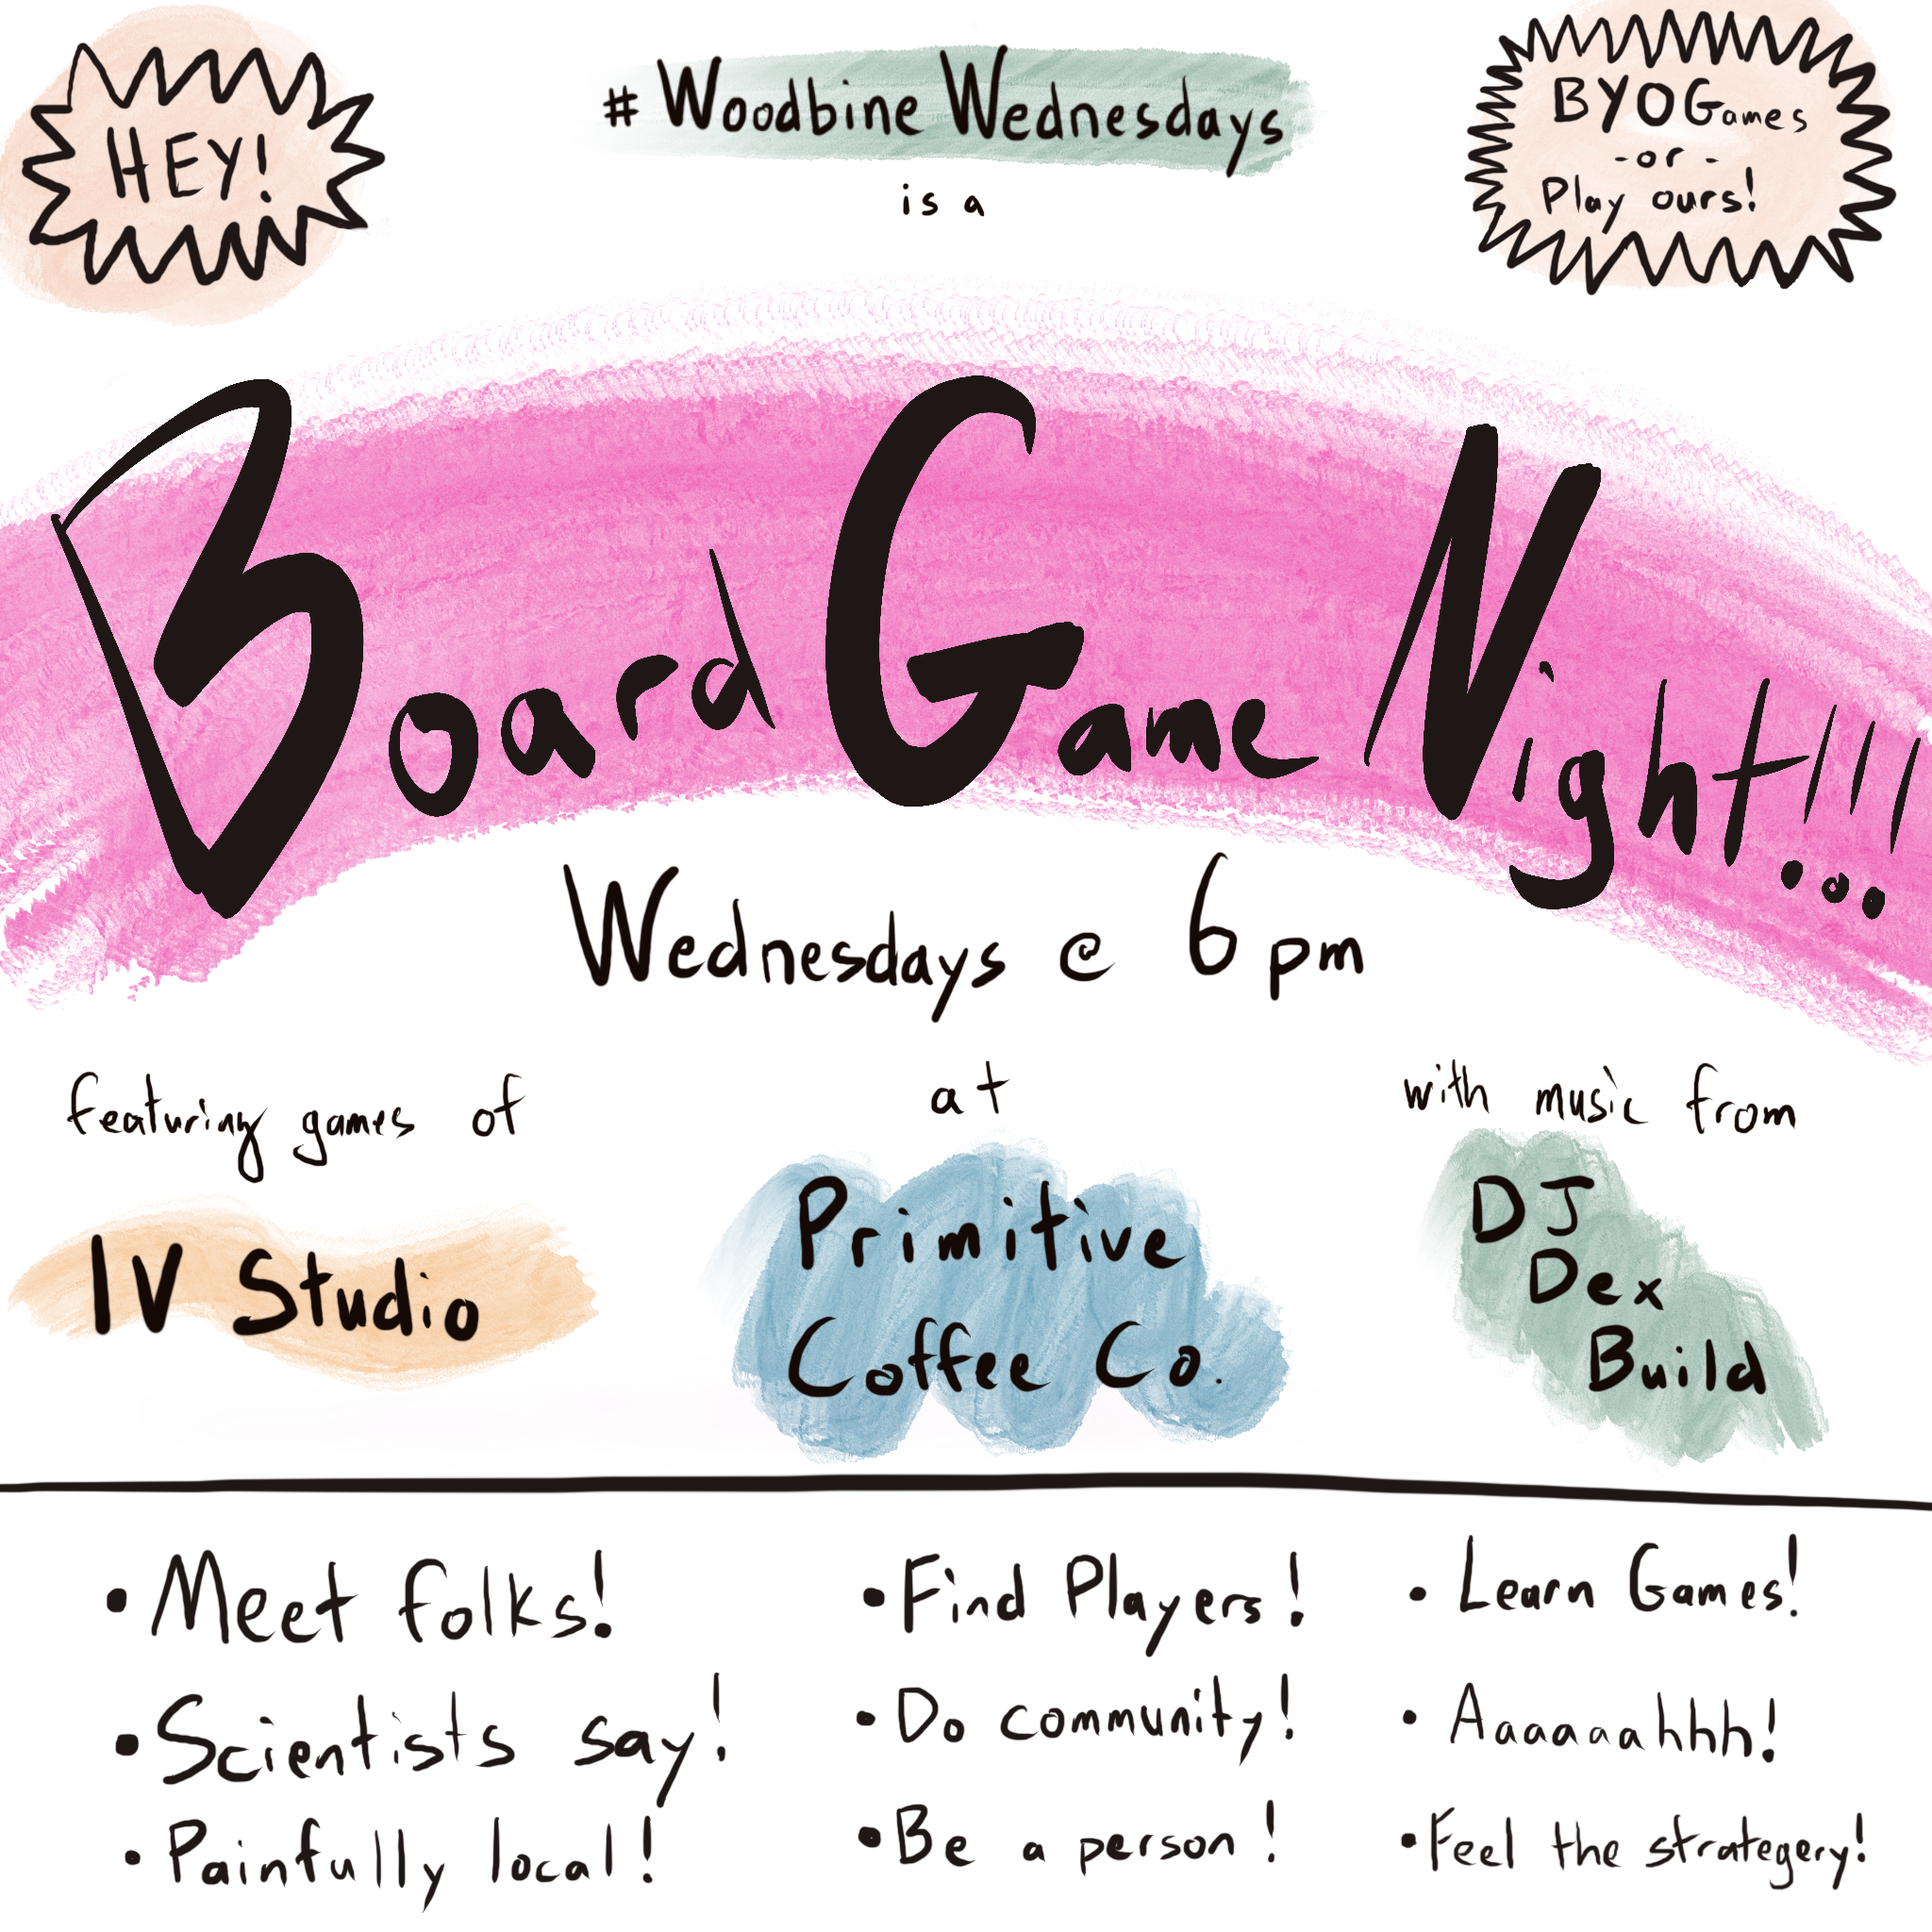 HEY!
# Woodbine Wednesdays
is a
BYOGames
- or -
Play ours!
Board Game Night!!!
Wednesdays @ 6pm
featuring games of
IV Studio
at
Primitive
Coffee Co.
with music from
DJ
Dex
Build
• Meet folks!
• Scientists say!
• Painfully local!
• Find Players!
• Do community!
• Be a person!
• Learn Games!
• Aaaaaahhh!
• Feel the strategery!